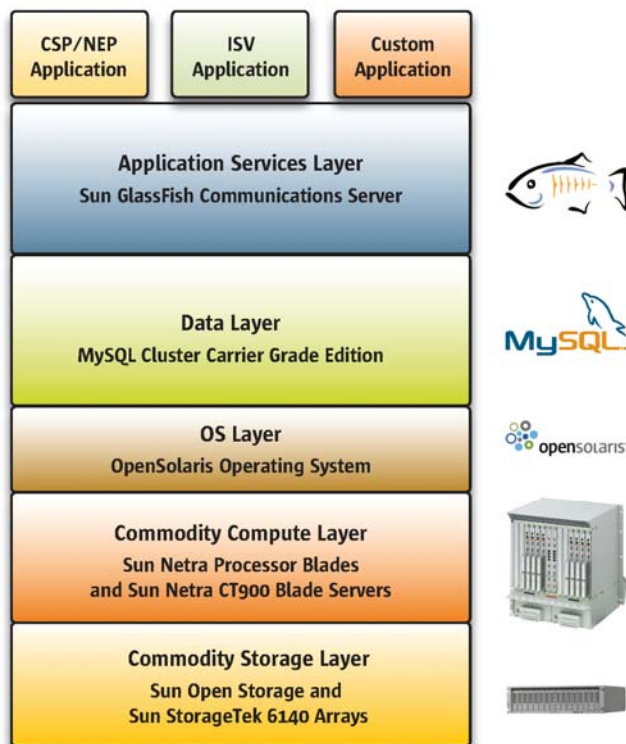 CSP/NEP
Application
ISV
Application
Custom
Application
Application Services Layer
Sun GlassFish Communications Server
Data Layer
MySQL Cluster Carrier Grade Edition
MySQL
OS Layer
OpenSolaris Operating System
opensolaris
Commodity Compute Layer
Sun Netra Processor Blades
and Sun Netra CT900 Blade Servers
Commodity Storage Layer
Sun Open Storage and
Sun StorageTek 6140 Arrays